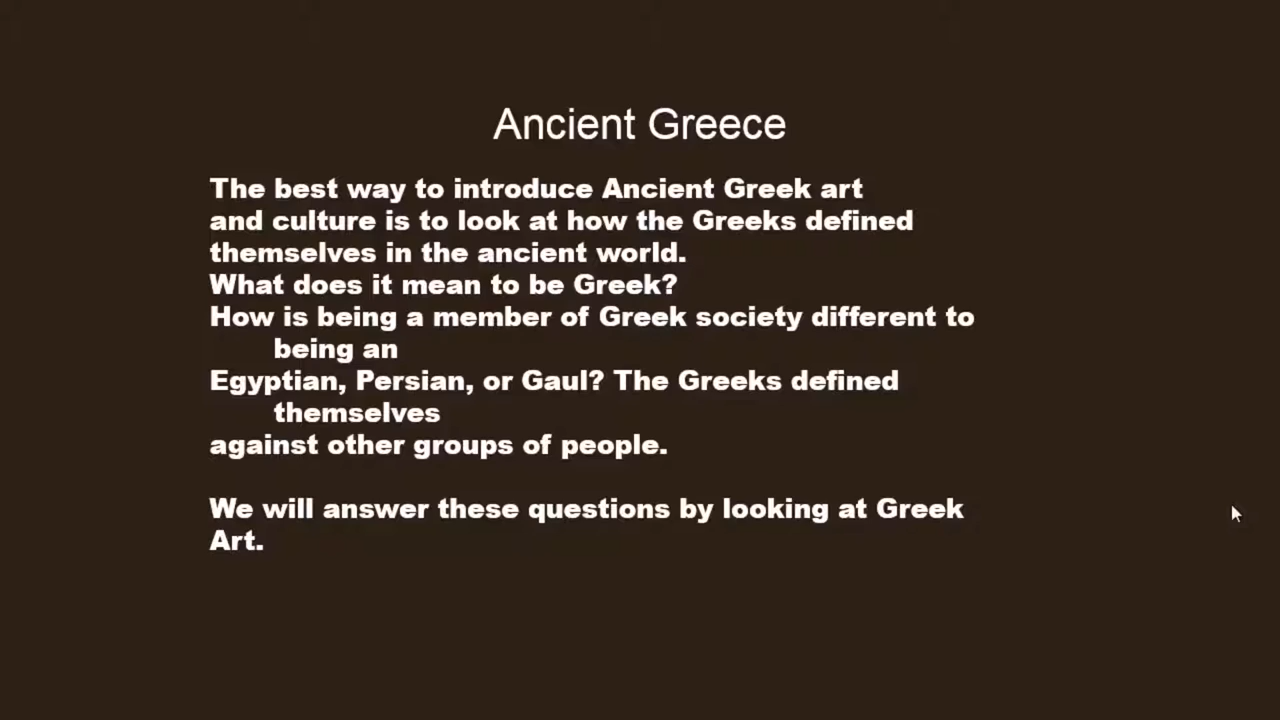 Ancient Greece
The best way to introduce Ancient Greek art
and culture is to look at how the Greeks defined
themselves in the ancient world.
What does it mean to be Greek?
How is being a member of Greek society different to
being an
Egyptian, Persian, or Gaul? The Greeks defined
themselves
against other groups of people.
We will answer these questions by looking at Greek
Art.